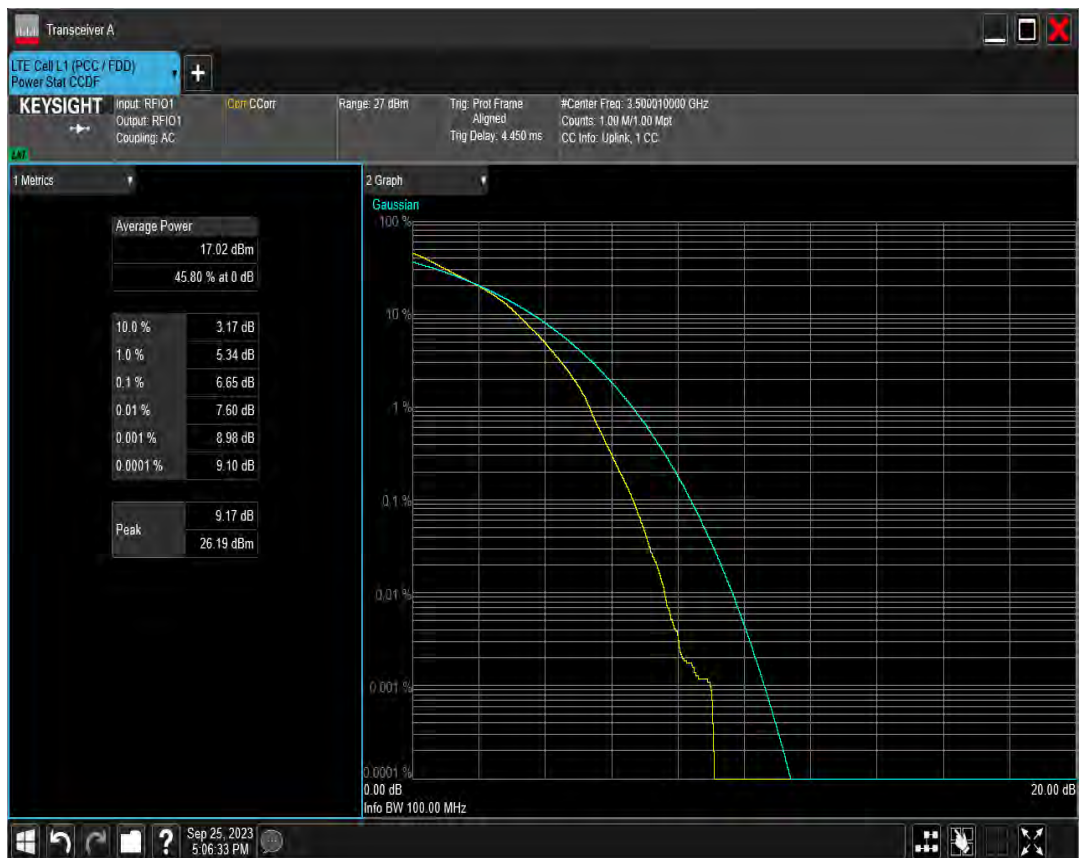 Transceiver A
LTE Cell L1 (PCC / FDD)
Power Stat CCDF
+
KEYSIGHT
Input: RFIO1
Output: RFIO1
Coupling: AC
Corr CCorr
Range: 27 dBm
Trig: Prot Frame
Aligned
Trig Delay: 4.450 ms
#Center Freq: 3.500010000 GHz
Counts: 1.00 M/1.00 Mpt
CC Info: Uplink, 1 CC
LXI
1 Metrics
Average Power
17.02 dBm
45.80 % at 0 dB
10.0 % 3.17 dB
1.0 % 5.34 dB
0.1 % 6.65 dB
0.01 % 7.60 dB
0.001 % 8.98 dB
0.0001 % 9.10 dB
Peak
9.17 dB
26.19 dBm
2 Graph
Gaussian
100 %
10 %
1 %
0.1 %
0.01 %
0.001 %
0.0001 %
0.00 dB 20.00 dB
Info BW 100.00 MHz
?
Sep 25, 2023
5:06:33 PM